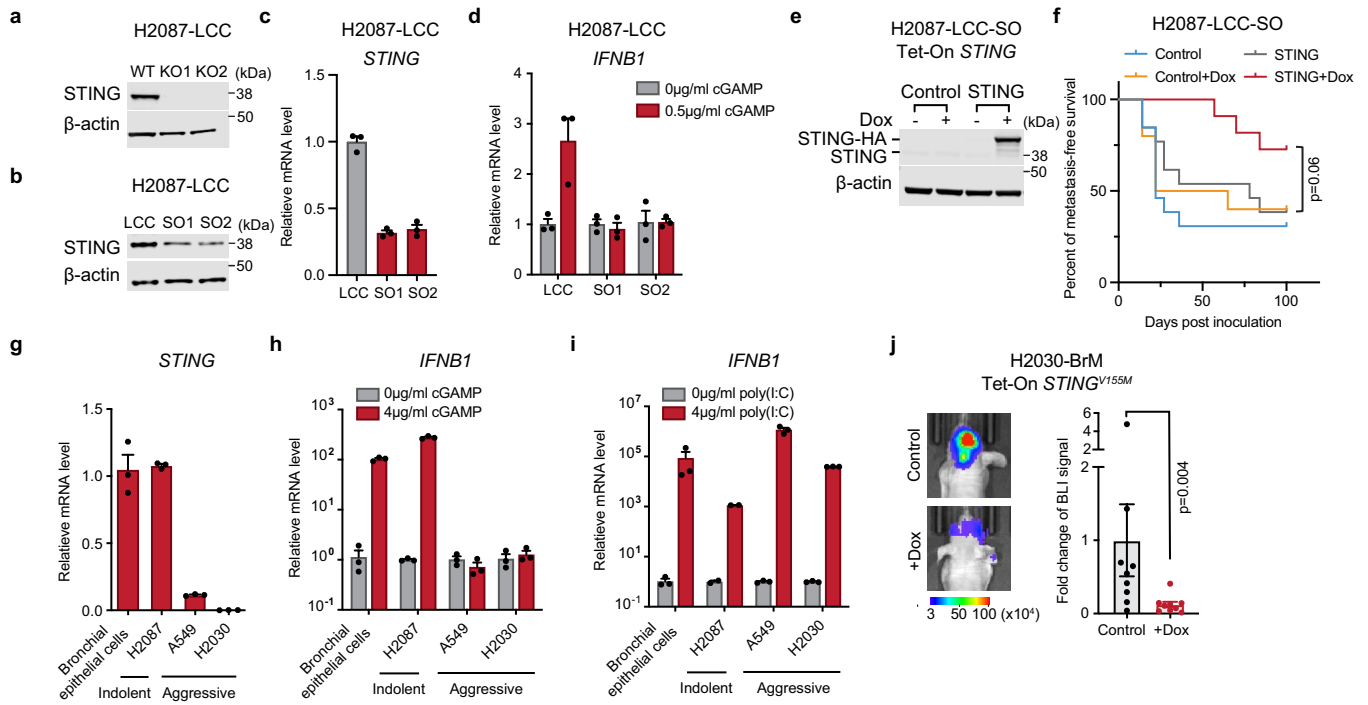 a
H2087-LCC
WT KO1 KO2 (kDa)
STING
38
50
β-actin
b
H2087-LCC
LCC SO1 SO2 (kDa)
STING
38
50
β-actin
c
H2087-LCC
STING
Relatieve mRNA level
1.5
1.0
0.5
0.0
LCC SO1 SO2
d
H2087-LCC
IFNB1
0μg/ml cGAMP
0.5μg/ml cGAMP
Relatieve mRNA level
4
3
2
1
0
LCC SO1 SO2
e
H2087-LCC-SO
Tet-On STING
Control STING
Dox - + - + (kDa)
STING-HA
STING
38
50
β-actin
f
H2087-LCC-SO
Control STING
Control+Dox STING+Dox
Percent of metastasis-free survival
100
50
0
p=0.06
0 50 100
Days post inoculation
g
STING
Relatieve mRNA level
1.5
1.0
0.5
0.0
Bronchial
epithelial cells
H2087
A549
H2030
Indolent Aggressive
h
IFNB1
0μg/ml cGAMP
4μg/ml cGAMP
Relatieve mRNA level
10³
10²
10¹
10⁰
10⁻¹
Bronchial
epithelial cells
H2087
A549
H2030
Indolent Aggressive
i
IFNB1
0μg/ml poly(I:C)
4μg/ml poly(I:C)
Relatieve mRNA level
10⁷
10⁵
10³
10¹
10⁻¹
Bronchial
epithelial cells
H2087
A549
H2030
Indolent Aggressive
j
H2030-BrM
Tet-On STING^V155M
Control
+Dox
-
3 50 100 (x10⁴)
Fold change of BLI signal
6
5
4
3
2
2
1
0
p=0.004
Control +Dox